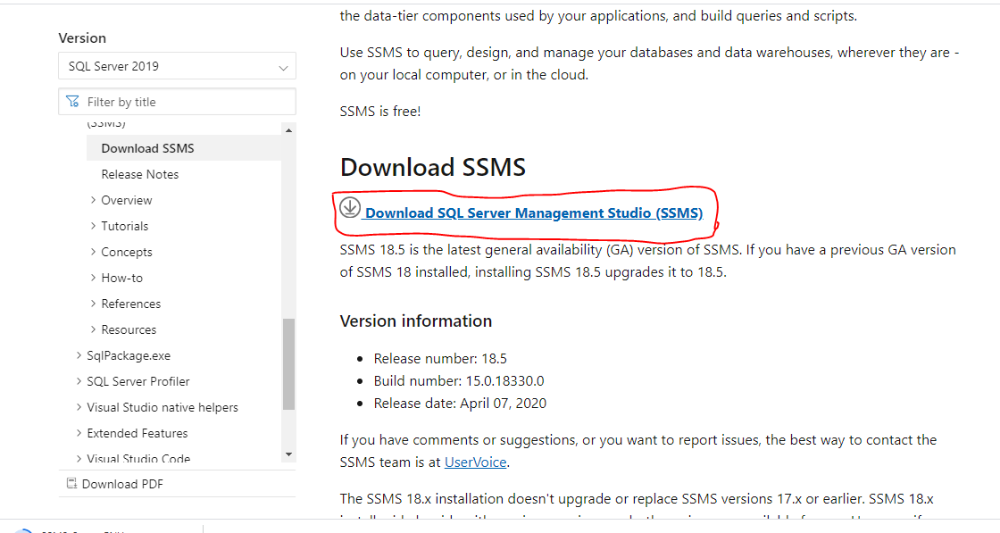 the data-tier components used by your applications, and build queries and scripts.
Version
SQL Server 2019
Filter by title
(SSMS)
Download SSMS
Release Notes
Overview
Tutorials
Concepts
How-to
References
Resources
SqlPackage.exe
SQL Server Profiler
Visual Studio native helpers
Extended Features
Visual Studio Code
Download PDF
Use SSMS to query, design, and manage your databases and data warehouses, wherever they are -
on your local computer, or in the cloud.
SSMS is free!
Download SSMS
Download SQL Server Management Studio (SSMS)
SSMS 18.5 is the latest general availability (GA) version of SSMS. If you have a previous GA version
of SSMS 18 installed, installing SSMS 18.5 upgrades it to 18.5.
Version information
Release number: 18.5
Build number: 15.0.18330.0
Release date: April 07, 2020
If you have comments or suggestions, or you want to report issues, the best way to contact the
SSMS team is at UserVoice.
The SSMS 18.x installation doesn't upgrade or replace SSMS versions 17.x or earlier. SSMS 18.x